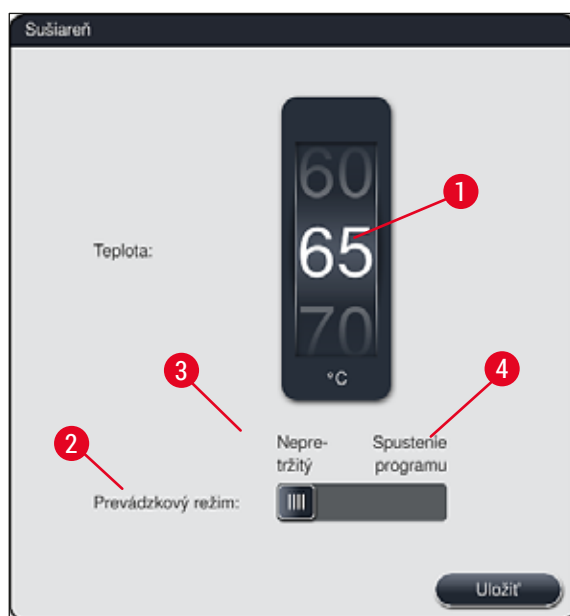 Sušiareň
60
1
Teplota:
65
70
°C
3
4
Nepre-
tržitý
Spustenie
programu
2
Prevádzkový režim:
Uložiť